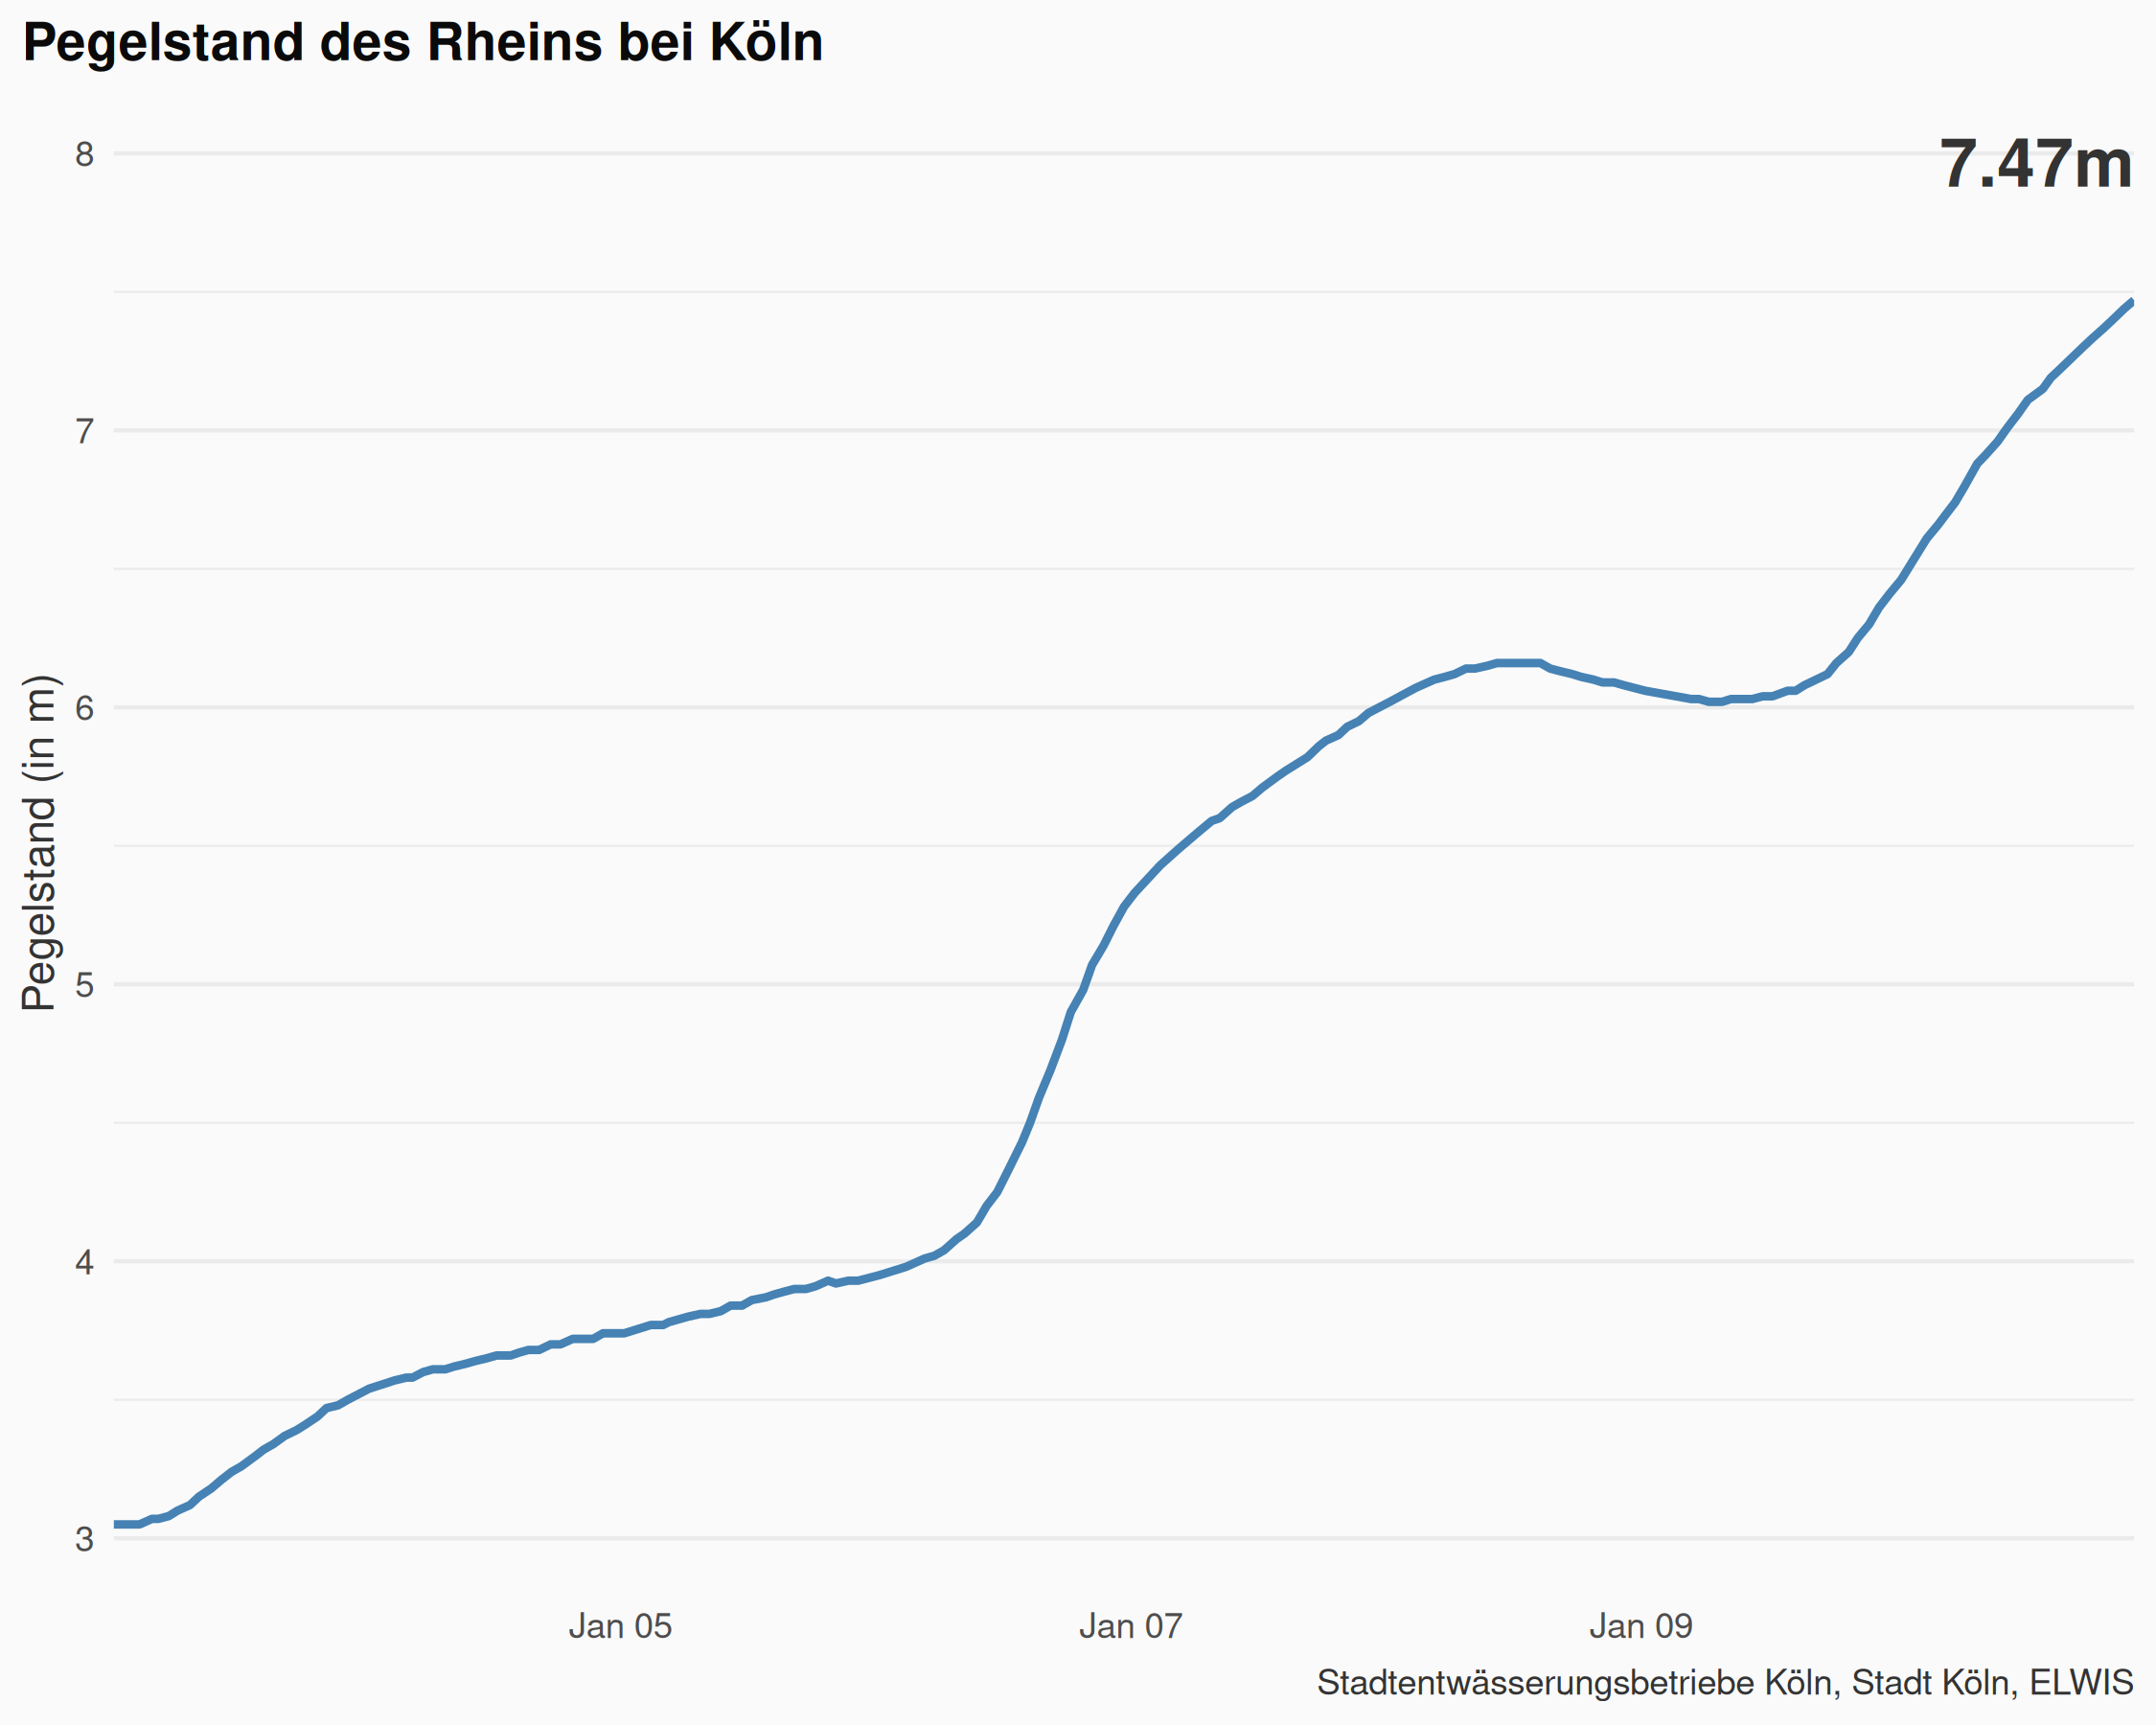 Pegelstand des Rheins bei Köln
7.47m
8
7
6
5
4
3
Pegelstand (in m)
Jan 05
Jan 07
Jan 09
Stadtentwässerungsbetriebe Köln, Stadt Köln, ELWIS